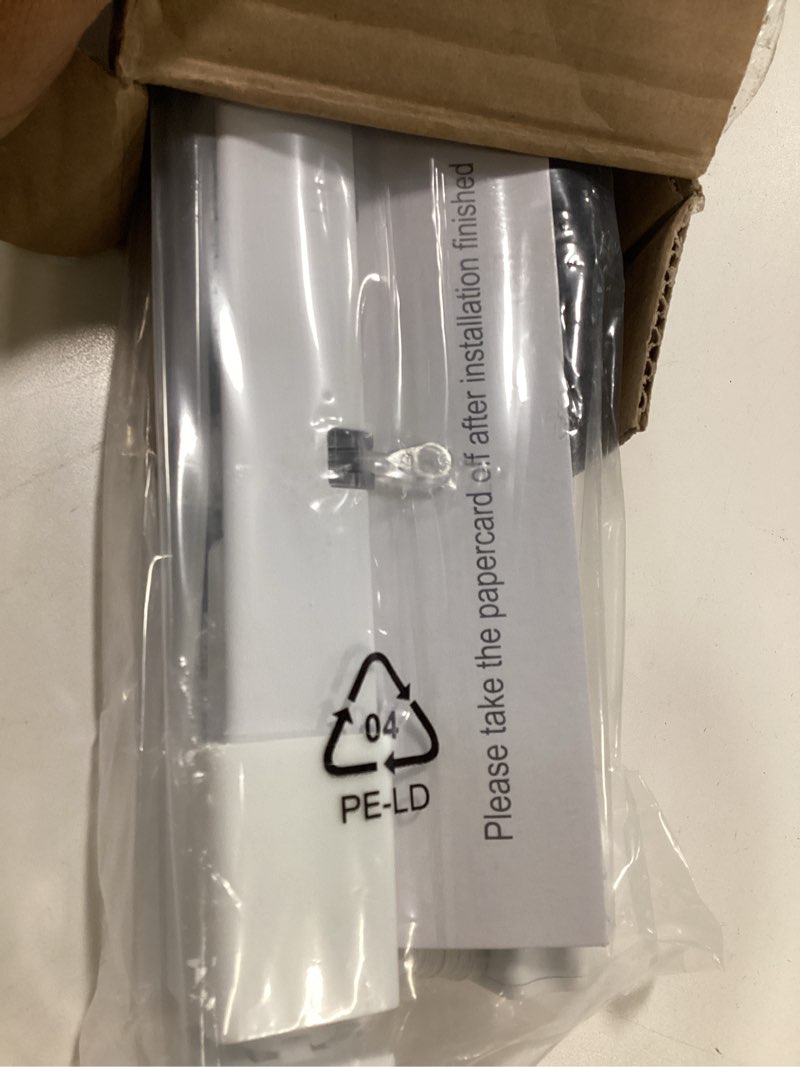 Please take the papercard off after installation finished
04
PE-LD